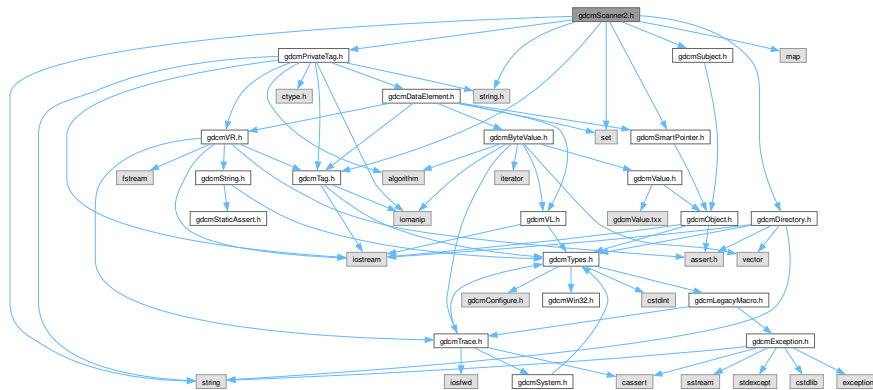 gdcmScanner2.h
gdcmPrivateTag.h
gdcmSubject.h
map
ctype.h
gdcmDataElement.h
string.h
gdcmVR.h
gdcmByteValue.h
set
gdcmSmartPointer.h
fstream
gdcmString.h
gdcmTag.h
algorithm
iterator
gdcmValue.h
gdcmStaticAssert.h
iomanip
gdcmVL.h
gdcmValue.txx
gdcmObject.h
gdcmDirectory.h
iostream
gdcmTypes.h
assert.h
vector
gdcmConfigure.h
gdcmWin32.h
cstdint
gdcmLegacyMacro.h
gdcmTrace.h
gdcmException.h
string
iosfwd
gdcmSystem.h
cassert
sstream
stdexcept
cstdlib
exception